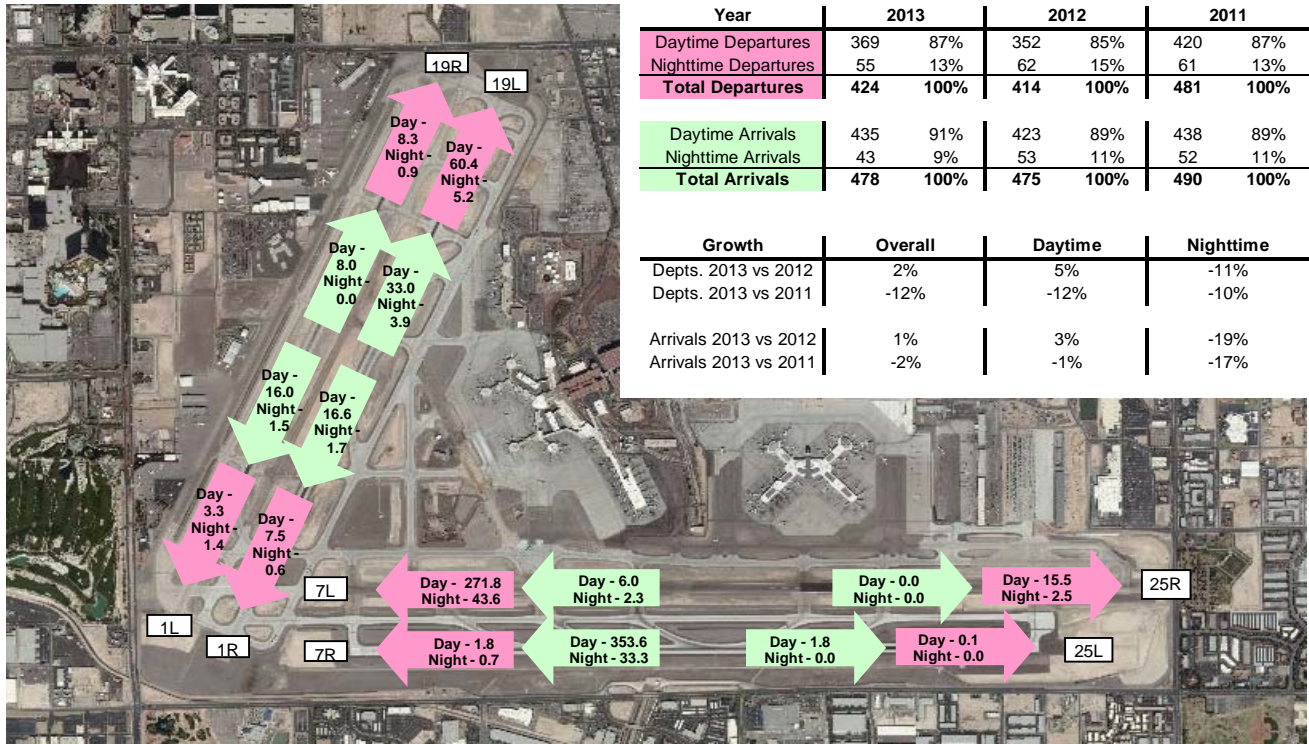 Year 2013 2012 2011
Daytime Departures 369 87% 352 85% 420 87%
Nighttime Departures 55 13% 62 15% 61 13%
Total Departures 424 100% 414 100% 481 100%
Daytime Arrivals 435 91% 423 89% 438 89%
Nighttime Arrivals 43 9% 53 11% 52 11%
Total Arrivals 478 100% 475 100% 490 100%
Growth Overall Daytime Nighttime
Depts. 2013 vs 2012 2% 5% -11%
Depts. 2013 vs 2011 -12% -12% -10%
Arrivals 2013 vs 2012 1% 3% -19%
Arrivals 2013 vs 2011 -2% -1% -17%
19R
19L
Day -
8.3
Night -
0.9
Day -
60.4
Night -
5.2
Day -
8.0
Night -
0.0
Day -
33.0
Night -
3.9
Day -
16.0
Night -
1.5
Day -
16.6
Night -
1.7
Day -
3.3
Night -
1.4
Day -
7.5
Night -
0.6
1L
1R
7L
Day - 271.8
Night - 43.6
Day - 6.0
Night - 2.3
Day - 0.0
Night - 0.0
Day - 15.5
Night - 2.5
25R
7R
Day - 1.8
Night - 0.7
Day - 353.6
Night - 33.3
Day - 1.8
Night - 0.0
Day - 0.1
Night - 0.0
25L